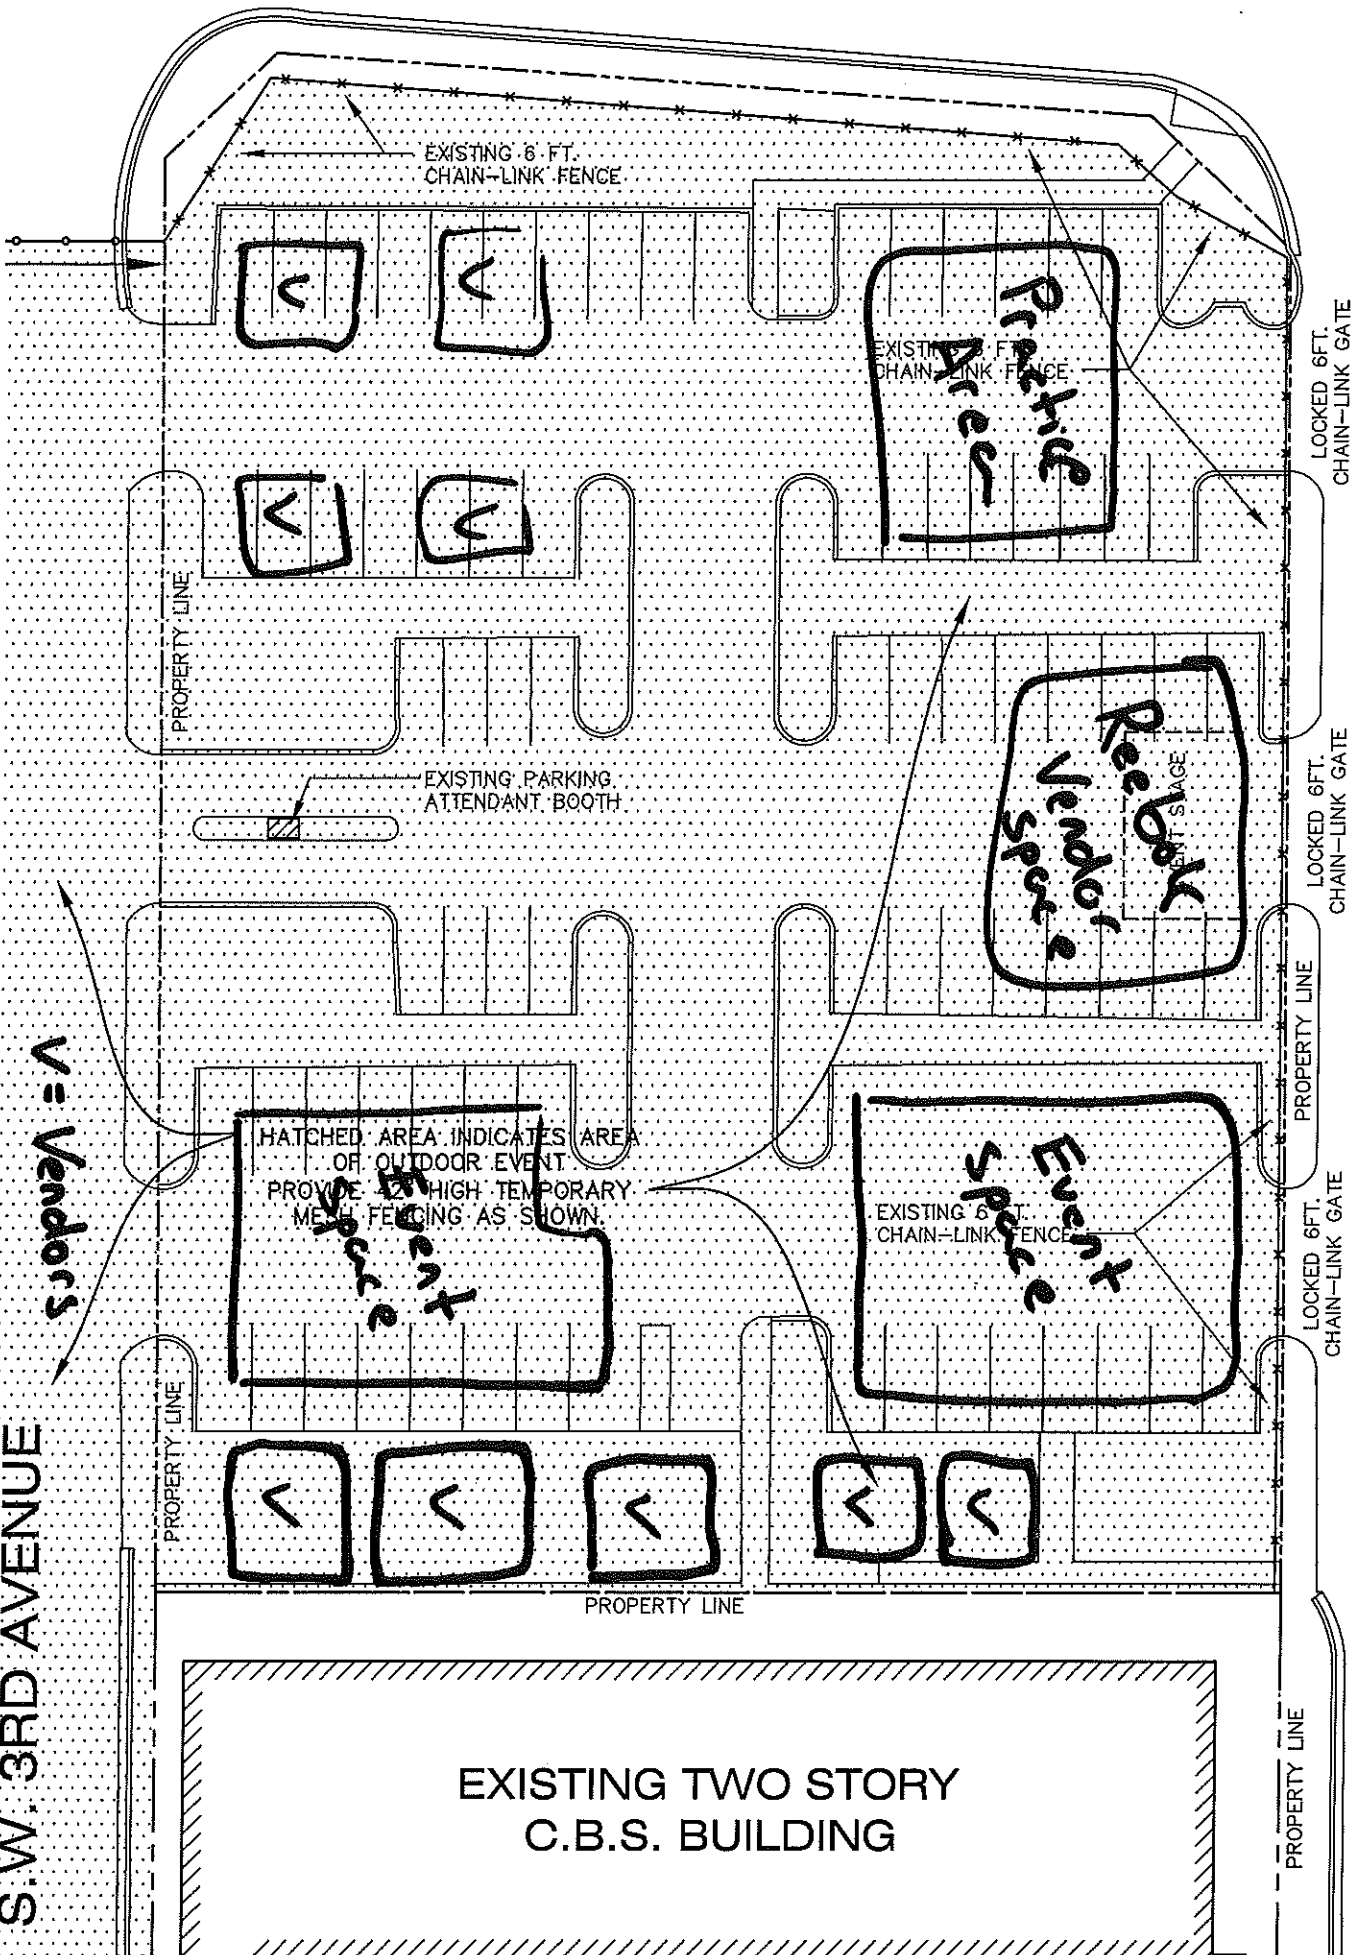 EXISTING 6 FT.
CHAIN-LINK FENCE
V
V
Practice
Area
EXISTING 6 FT.
CHAIN-LINK FENCE
LOCKED 6FT.
CHAIN-LINK GATE
V
V
PROPERTY LINE
EXISTING PARKING
ATTENDANT BOOTH
Reebok
Vendor
Space
LOCKED 6FT.
CHAIN-LINK GATE
PROPERTY LINE
V = Vendors
HATCHED AREA INDICATES AREA
OF OUTDOOR EVENT
PROVIDE 42" HIGH TEMPORARY
MESH FENCING AS SHOWN.
Event
Space
Event
Space
EXISTING 6 FT.
CHAIN-LINK FENCE
LOCKED 6FT.
CHAIN-LINK GATE
PROPERTY LINE
V
V
V
V
V
PROPERTY LINE
S.W. 3RD AVENUE
EXISTING TWO STORY
C.B.S. BUILDING
PROPERTY LINE